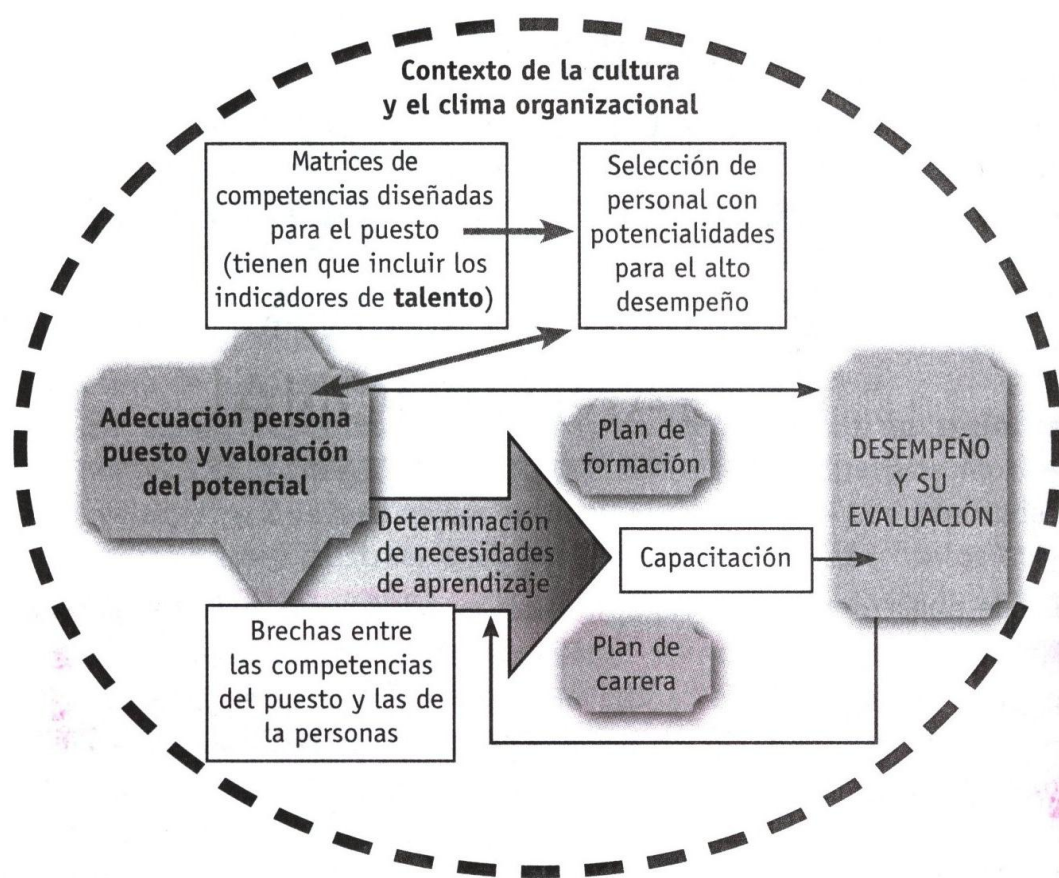 Contexto de la cultura
y el clima organizacional
Matrices de
competencias diseñadas
para el puesto
(tienen que incluir los
indicadores de talento)
Selección de
personal con
potencialidades
para el alto
desempeño
Adecuación persona
puesto y valoración
del potencial
Plan de
formación
DESEMPEÑO
Y SU
EVALUACIÓN
Determinación
de necesidades
de aprendizaje
Capacitación
Brechas entre
las competencias
del puesto y las de
la personas
Plan de
carrera